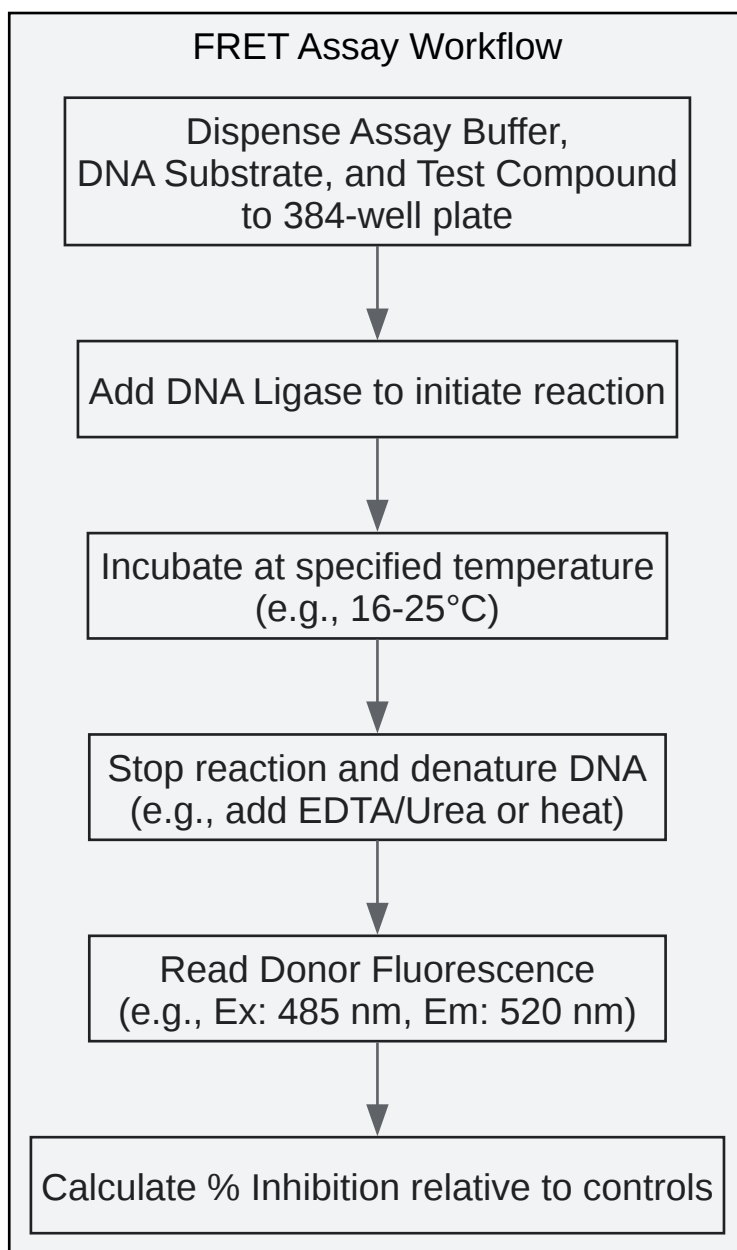 FRET Assay Workflow
Dispense Assay Buffer,
DNA Substrate, and Test Compound
to 384-well plate
Add DNA Ligase to initiate reaction
Incubate at specified temperature
(e.g., 16-25°C)
Stop reaction and denature DNA
(e.g., add EDTA/Urea or heat)
Read Donor Fluorescence
(e.g., Ex: 485 nm, Em: 520 nm)
Calculate % Inhibition relative to controls